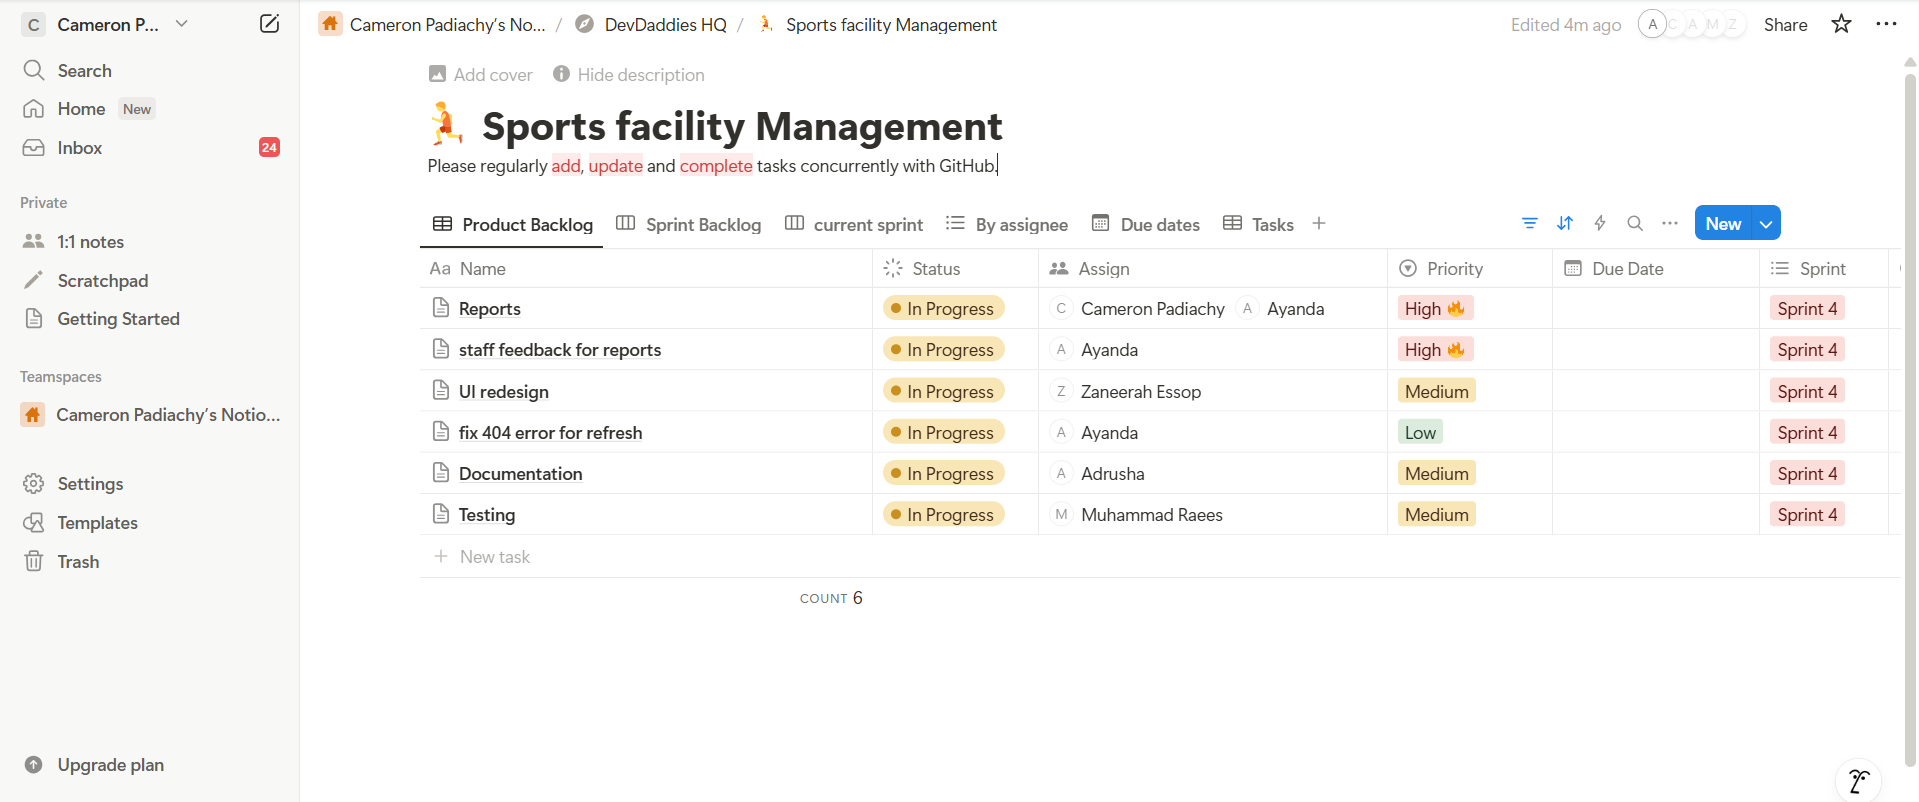 C Cameron P...
Search
Home New
Inbox 24
Private
1:1 notes
Scratchpad
Getting Started
Teamspaces
Cameron Padiachy's Notio...
Settings
Templates
Trash
Upgrade plan
Cameron Padiachy's No... / DevDaddies HQ / Sports facility Management
Edited 4m ago A C A M Z Share
Add cover Hide description
Sports facility Management
Please regularly add, update and complete tasks concurrently with GitHub.
Product Backlog Sprint Backlog current sprint By assignee Due dates Tasks New
Aa Name Status Assign Priority Due Date Sprint
Reports In Progress C Cameron Padiachy A Ayanda High Sprint 4
staff feedback for reports In Progress A Ayanda High Sprint 4
UI redesign In Progress Z Zaneerah Essop Medium Sprint 4
fix 404 error for refresh In Progress A Ayanda Low Sprint 4
Documentation In Progress A Adrusha Medium Sprint 4
Testing In Progress M Muhammad Raees Medium Sprint 4
New task
COUNT 6